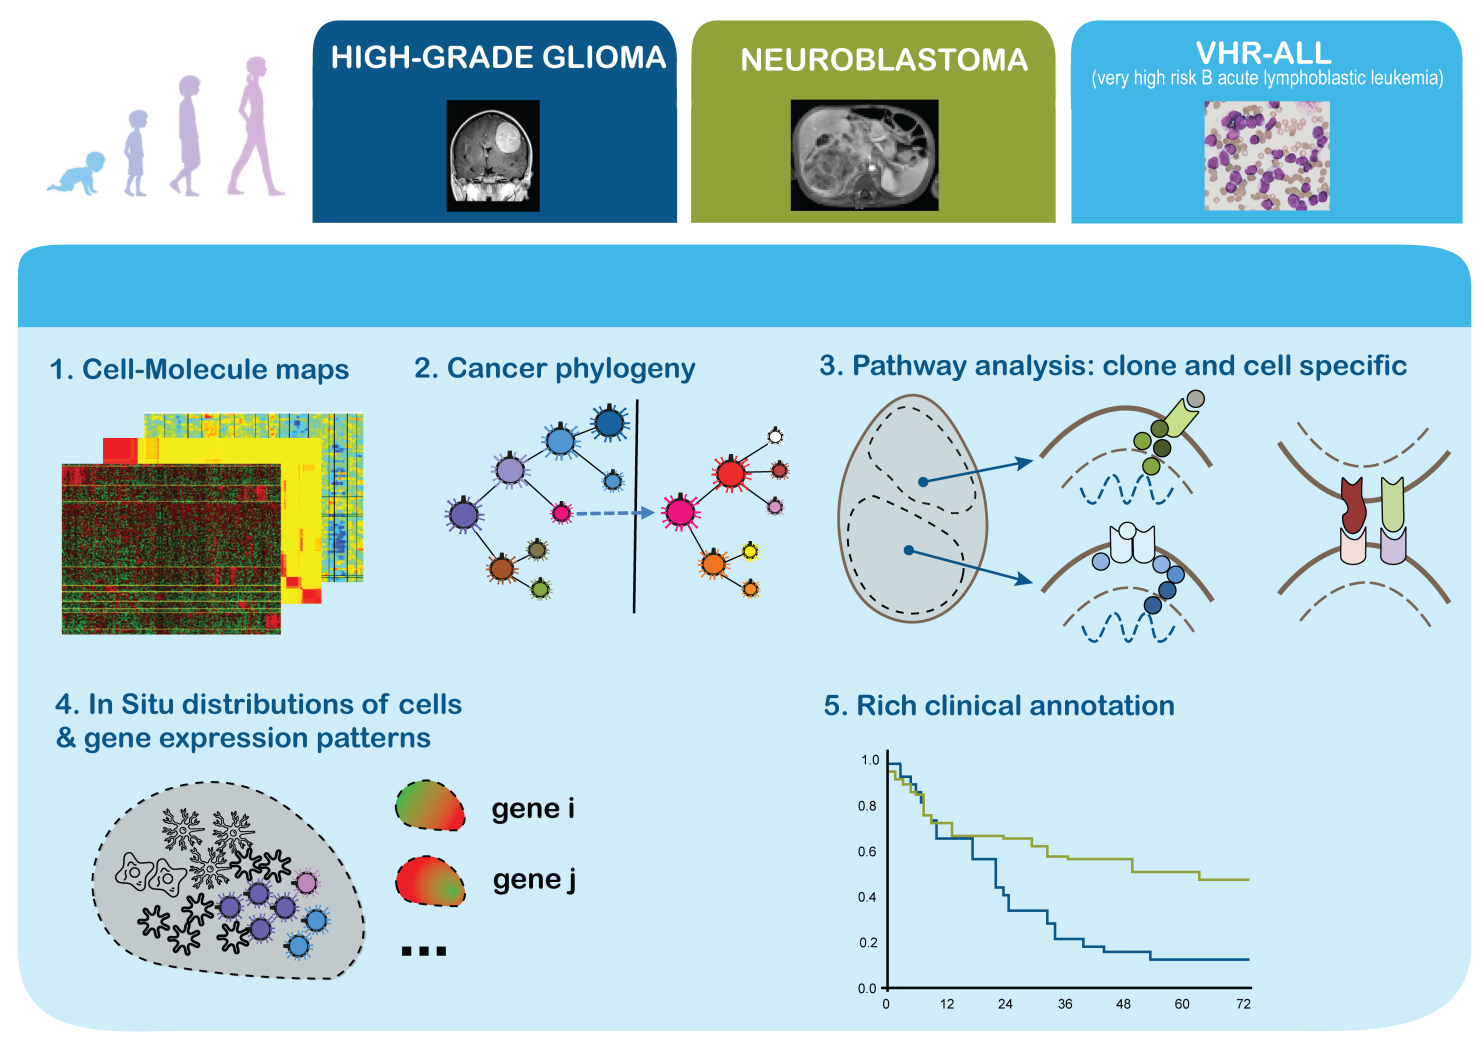 HIGH-GRADE GLIOMA
NEUROBLASTOMA
VHR-ALL
(very high risk B acute lymphoblastic leukemia)
1. Cell-Molecule maps
2. Cancer phylogeny
3. Pathway analysis: clone and cell specific
4. In Situ distributions of cells
& gene expression patterns
gene i
gene j
...
5. Rich clinical annotation
1.0
0.8
0.6
0.4
0.2
0.0
0 12 24 36 48 60 72